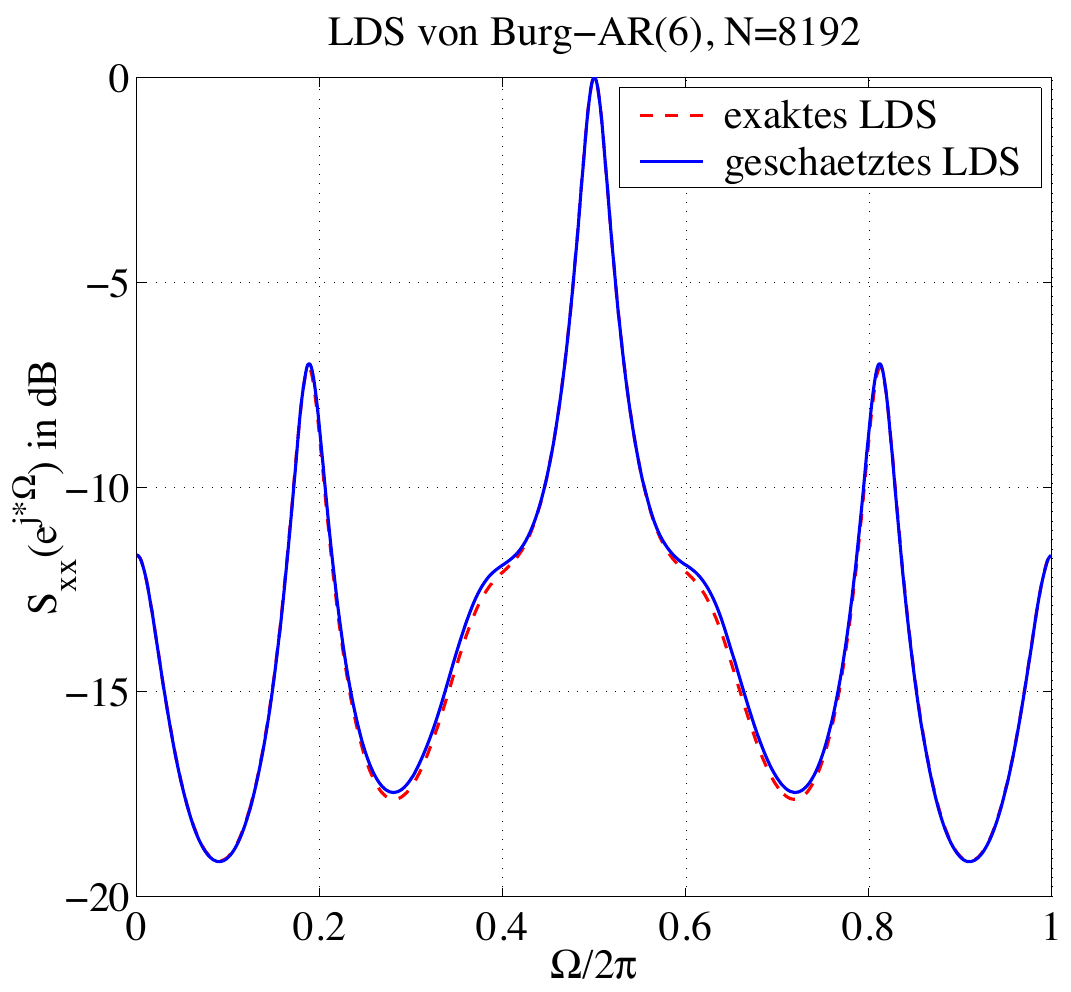 LDS von Burg−AR(6), N=8192
0
−5
−10
−15
−20
S_xx(e^j*Ω) in dB
exaktes LDS
geschaetztes LDS
0
0.2
0.4
0.6
0.8
1
Ω/2π